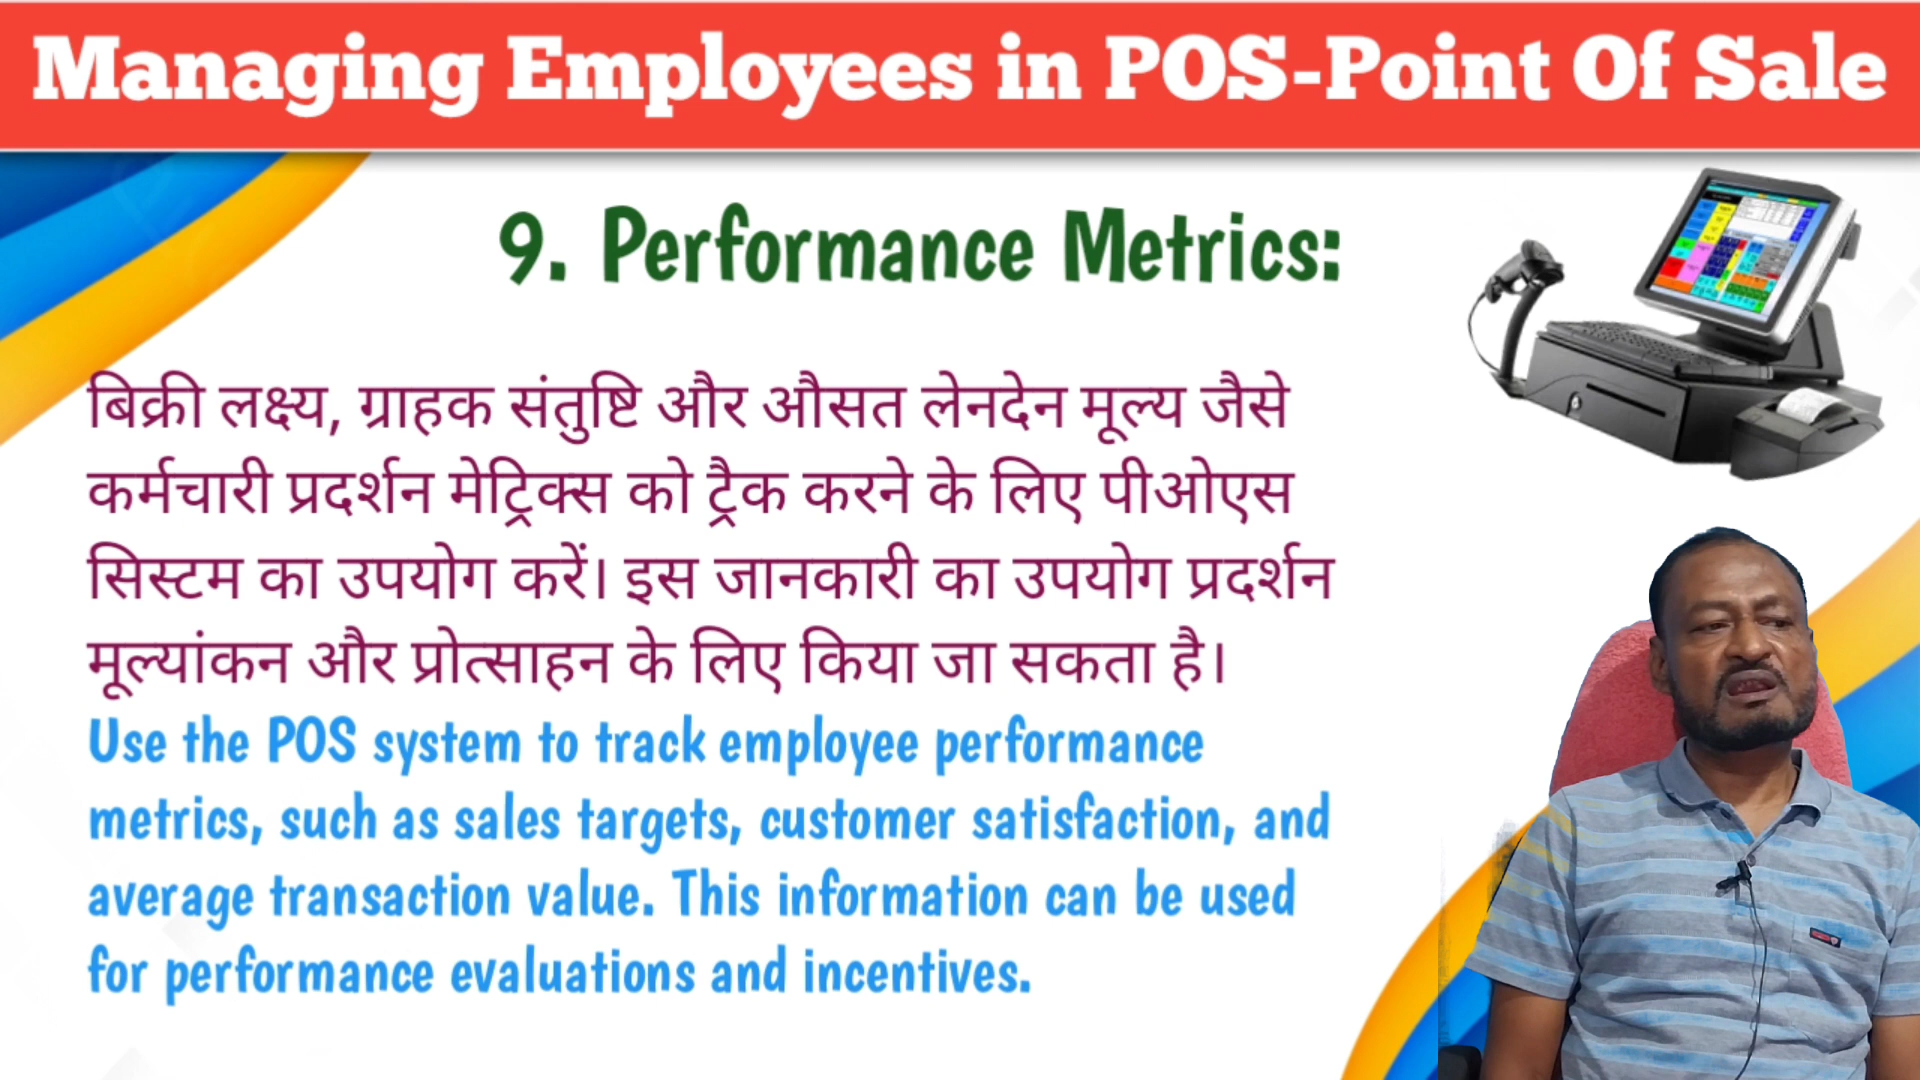 Managing Employees in POS-Point Of Sale
9. Performance Metrics:
बिक्री लक्ष्य, ग्राहक संतुष्टि और औसत लेनदेन मूल्य जैसे
कर्मचारी प्रदर्शन मेट्रिक्स को ट्रैक करने के लिए पीओएस
सिस्टम का उपयोग करें। इस जानकारी का उपयोग प्रदर्शन
मूल्यांकन और प्रोत्साहन के लिए किया जा सकता है।
Use the POS system to track employee performance
metrics, such as sales targets, customer satisfaction, and
average transaction value. This information can be used
for performance evaluations and incentives.